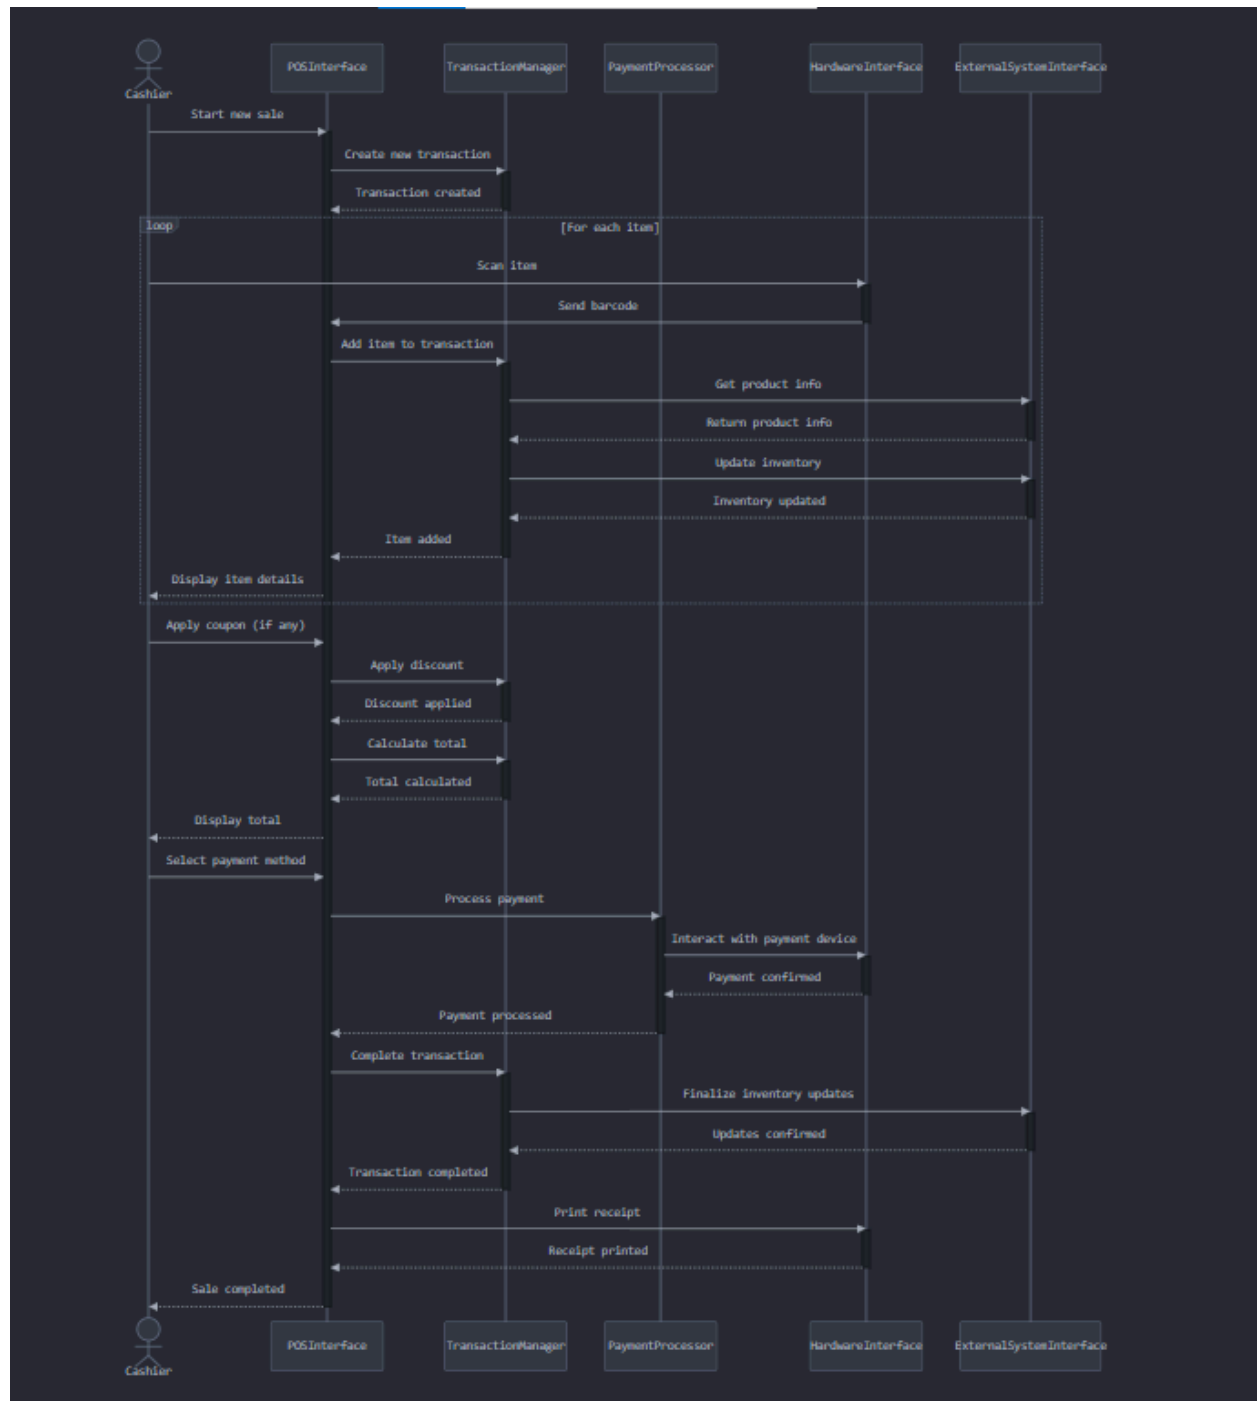 POSInterface
TransactionManager
PaymentProcessor
HardwareInterface
ExternalSystemInterface
Cashier
Start new sale
Create new transaction
Transaction created
loop
[For each item]
Scan item
Send barcode
Add item to transaction
Get product info
Return product info
Update inventory
Inventory updated
Item added
Display item details
Apply coupon (if any)
Apply discount
Discount applied
Calculate total
Total calculated
Display total
Select payment method
Process payment
Interact with payment device
Payment confirmed
Payment processed
Complete transaction
Finalize inventory updates
Updates confirmed
Transaction completed
Print receipt
Receipt printed
Sale completed
POSInterface
TransactionManager
PaymentProcessor
HardwareInterface
ExternalSystemInterface
Cashier